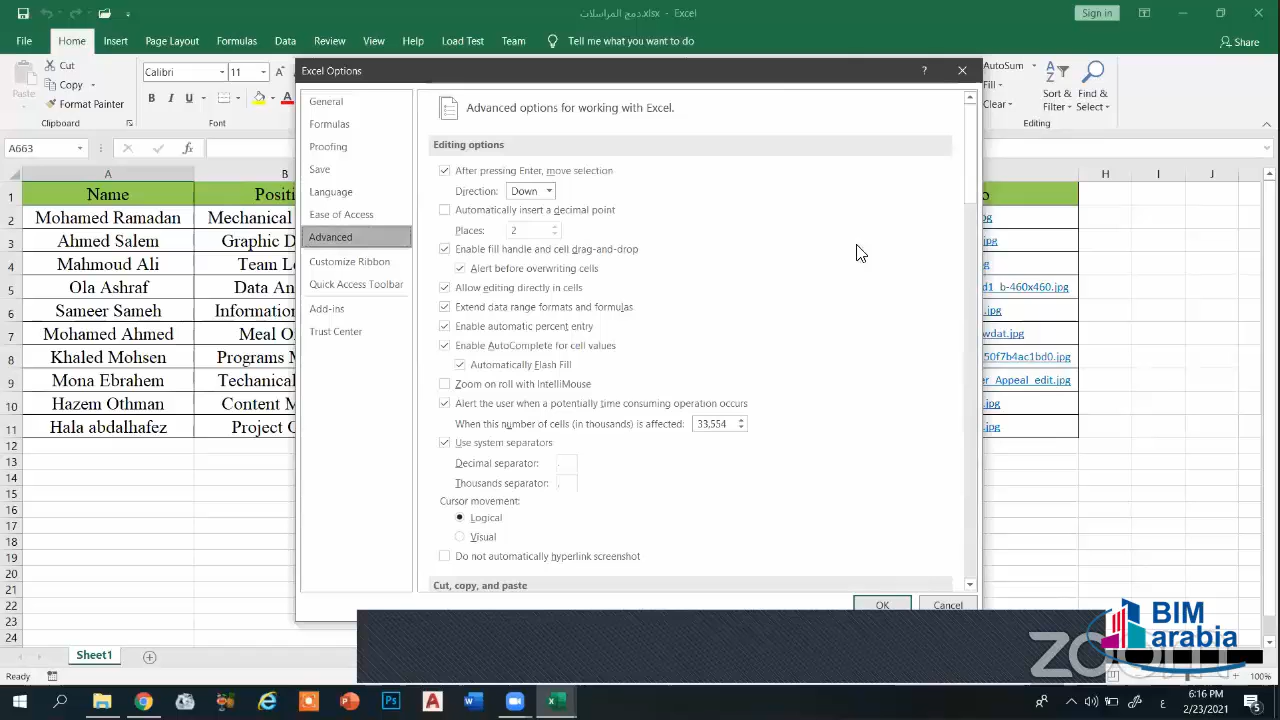 دمج المراسلات.xlsx - Excel
Sign in
File Home Insert Page Layout Formulas Data Review View Help Load Test Team Tell me what you want to do Share
Paste
Cut
Copy
Format Painter
Clipboard
Calibri 11 A
B I U A
Font
Excel Options
AutoSum
Clear
Sort &
Filter
Find &
Select
Editing
A663
fx
General
Formulas
Proofing
Save
Language
Ease of Access
Advanced
Customize Ribbon
Quick Access Toolbar
Add-ins
Trust Center
Advanced options for working with Excel.
Editing options
After pressing Enter, move selection
Direction: Down
Automatically insert a decimal point
Places: 2
Enable fill handle and cell drag-and-drop
Alert before overwriting cells
Allow editing directly in cells
Extend data range formats and formulas
Enable automatic percent entry
Enable AutoComplete for cell values
Automatically Flash Fill
Zoom on roll with IntelliMouse
Alert the user when a potentially time consuming operation occurs
When this number of cells (in thousands) is affected: 33,554
Use system separators
Decimal separator: .
Thousands separator: ,
Cursor movement:
Logical
Visual
Do not automatically hyperlink screenshot
Cut, copy, and paste
OK Cancel
A B H I J
1 Name Positi o
2 Mohamed Ramadan Mechanical pg
3 Ahmed Salem Graphic D jpg
4 Mahmoud Ali Team Le g
5 Ola Ashraf Data An d1_b-460x460.jpg
6 Sameer Sameh Information .jpg
7 Mohamed Ahmed Meal O wdat.jpg
8 Khaled Mohsen Programs M 50f7b4ac1bd0.jpg
9 Mona Ebrahem Techanical er_Appeal_edit.jpg
10 Hazem Othman Content M .jpg
11 Hala abdalhafez Project C s.jpg
12
13
14
15
16
17
18
19
20
21
22
23
24
Sheet1
Ready
100%
BIM
arabia
zoom
6:16 PM
2/23/2021
ع
5